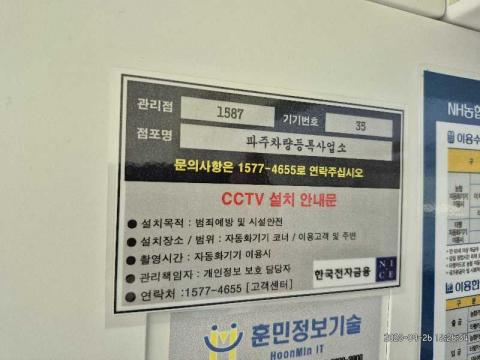 관리점 1587 기기번호 35
점포명 파주차량등록사업소
문의사항은 1577-4655로 연락주십시오
CCTV 설치 안내문
● 설치목적 : 범죄예방 및 시설안전
● 설치장소 / 범위 : 자동화기기 코너 / 이용고객 및 주변
● 촬영시간 : 자동화기기 이용시
● 관리책임자 : 개인정보 보호 담당자
● 연락처 : 1577-4655 [고객센터]
한국전자금융 NICE
훈민정보기술
HoonMin IT
NH농협
이용수
이용한